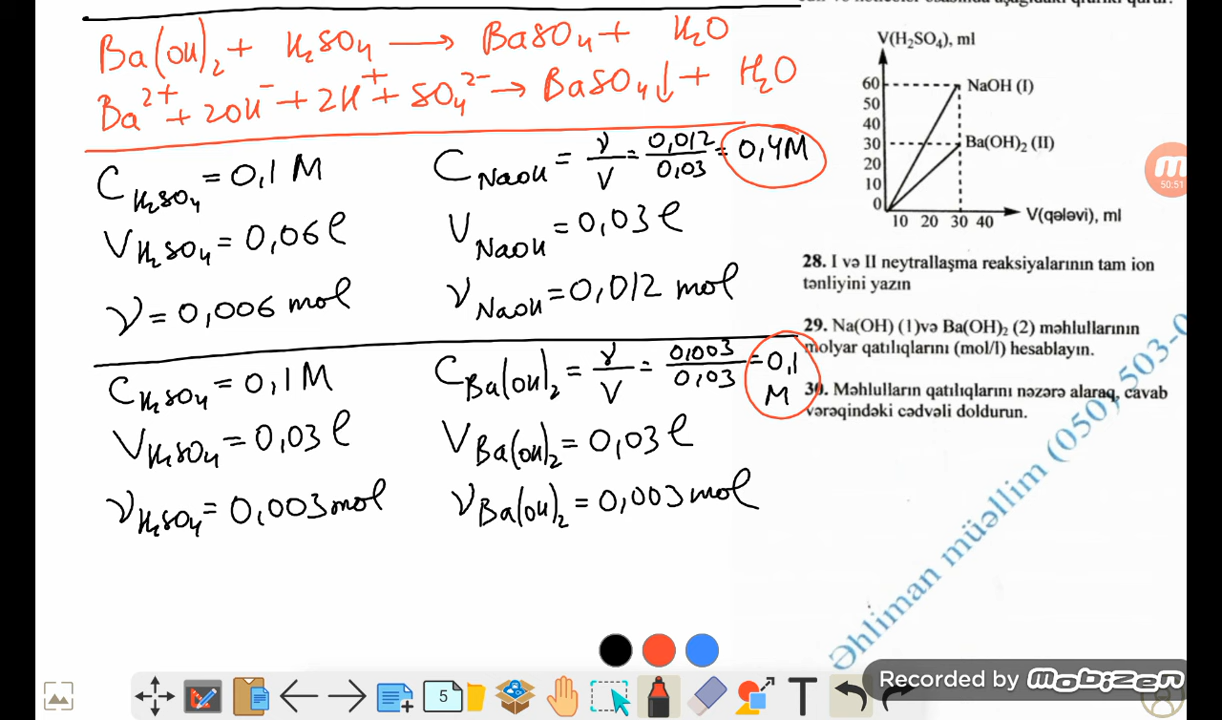 Ba(OH)₂ + H₂SO₄ → BaSO₄ + H₂O
Ba²⁺ + 2OH⁻ + 2H⁺ + SO₄²⁻ → BaSO₄↓ + H₂O
C H₂SO₄ = 0,1 M
V H₂SO₄ = 0,06 l
ν = 0,006 mol
C NaOH = ν/V = 0,012/0,03 = 0,4M
V NaOH = 0,03 l
ν NaOH = 0,012 mol
C H₂SO₄ = 0,1M
V H₂SO₄ = 0,03 l
ν H₂SO₄ = 0,003 mol
C Ba(OH)₂ = ν/V = 0,003/0,03 = 0,1
M
V Ba(OH)₂ = 0,03 l
ν Ba(OH)₂ = 0,003 mol
V(H₂SO₄), ml
60
50
40
30
20
10
0
NaOH (I)
Ba(OH)₂ (II)
10 20 30 40
V(qələvi), ml
28. I və II neytrallaşma reaksiyalarının tam ion
tənliyini yazın
29. Na(OH) (1)və Ba(OH)₂ (2) məhlullarının
molyar qatılıqlarını (mol/l) hesablayın.
30. Məhlulların qatılıqlarını nəzərə alaraq, cavab
vərəqindəki cədvəli doldurun.
Əhliman müəllim (050) 503-0
50:51
5
T
Recorded by mobizen